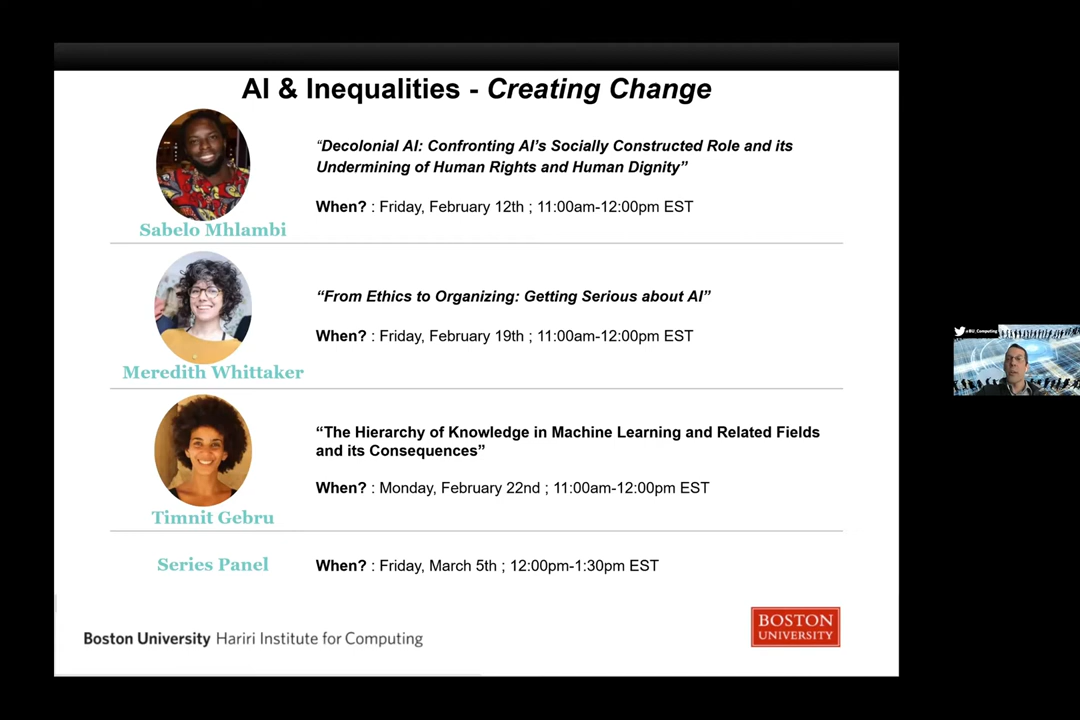 AI & Inequalities - Creating Change
“Decolonial AI: Confronting AI’s Socially Constructed Role and its
Undermining of Human Rights and Human Dignity”
When? : Friday, February 12th ; 11:00am-12:00pm EST
Sabelo Mhlambi
“From Ethics to Organizing: Getting Serious about AI”
When? : Friday, February 19th ; 11:00am-12:00pm EST
Meredith Whittaker
“The Hierarchy of Knowledge in Machine Learning and Related Fields
and its Consequences”
When? : Monday, February 22nd ; 11:00am-12:00pm EST
Timnit Gebru
Series Panel
When? : Friday, March 5th ; 12:00pm-1:30pm EST
Boston University Hariri Institute for Computing
BOSTON
UNIVERSITY
@BU_Computing